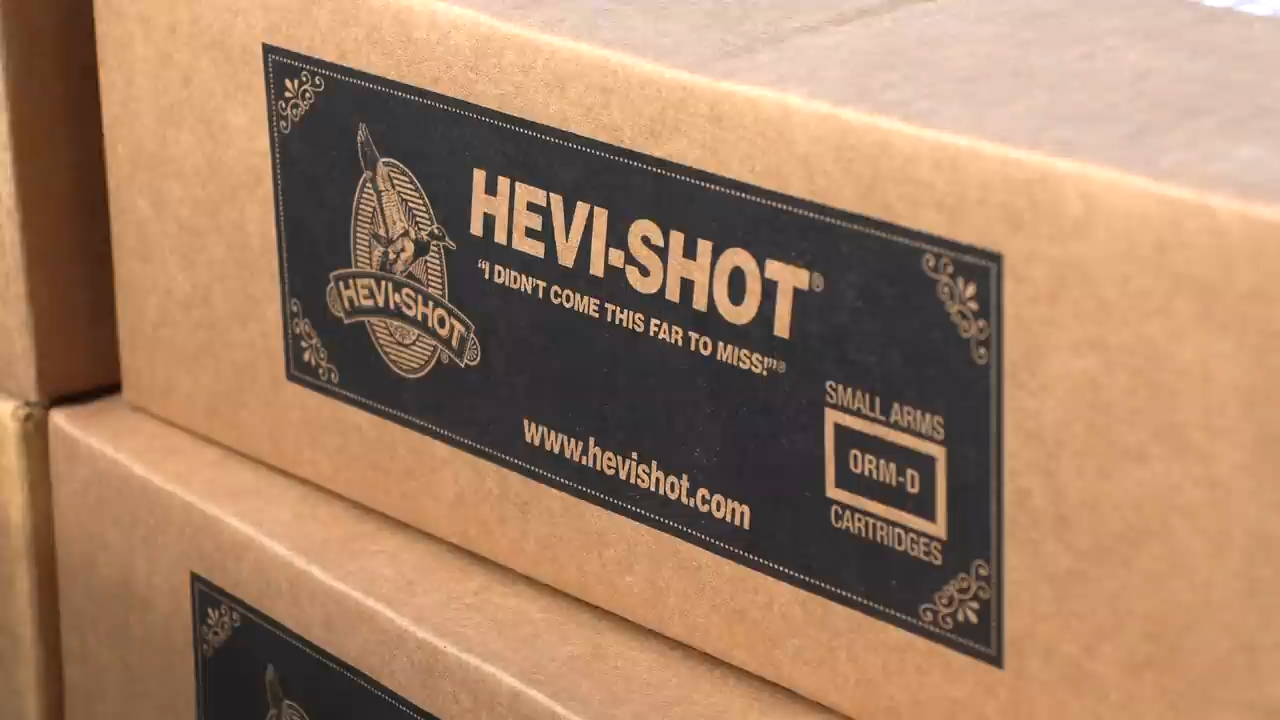 HEVI-SHOT®
"I DIDN'T COME THIS FAR TO MISS!"®
HEVI-SHOT®
www.hevishot.com
SMALL ARMS
ORM-D
CARTRIDGES